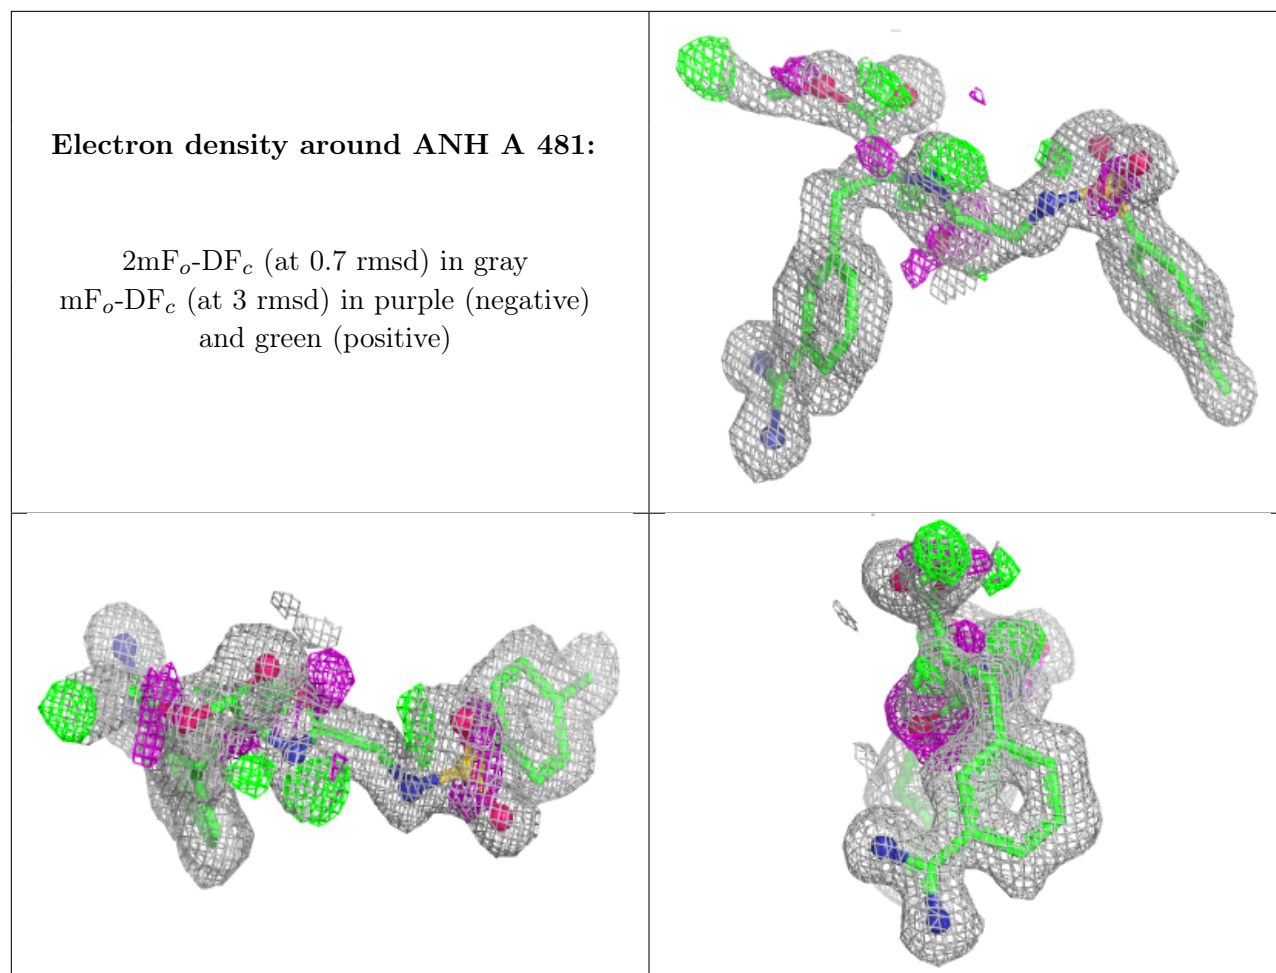 Electron density around ANH A 481:
2mFo-DFc (at 0.7 rmsd) in gray
mFo-DFc (at 3 rmsd) in purple (negative)
and green (positive)